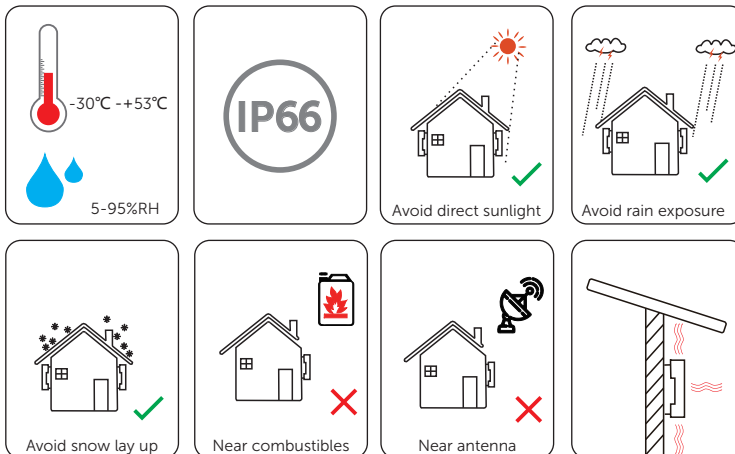 -30℃ -+53℃
5-95%RH
IP66
Avoid direct sunlight
Avoid rain exposure
Avoid snow lay up
Near combustibles
Near antenna